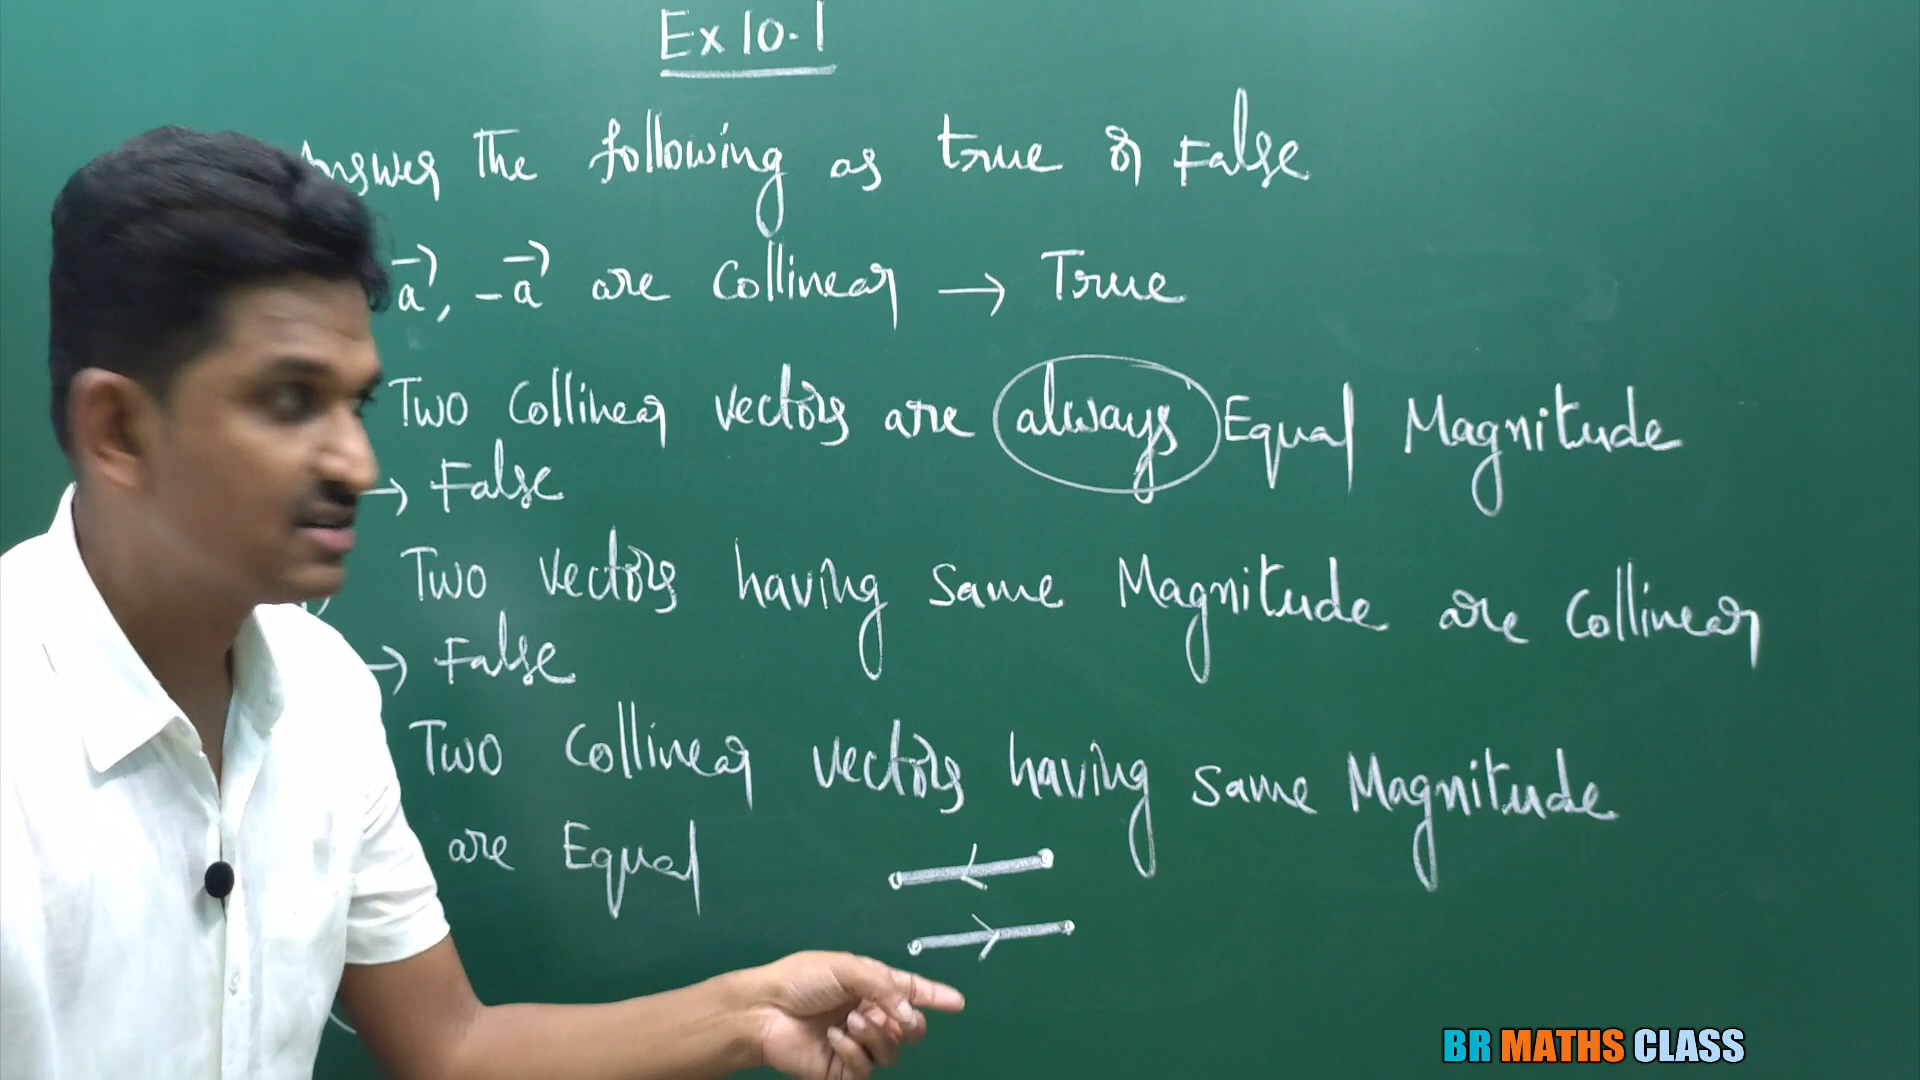 Ex 10.1
Answer The following as true or False
a⃗, -a⃗ are Collinear → True
Two Collinear vectors are always Equal Magnitude
→ False
Two vectors having same Magnitude are Collinear
→ False
Two Collinear vectors having same Magnitude
are Equal
BR MATHS CLASS